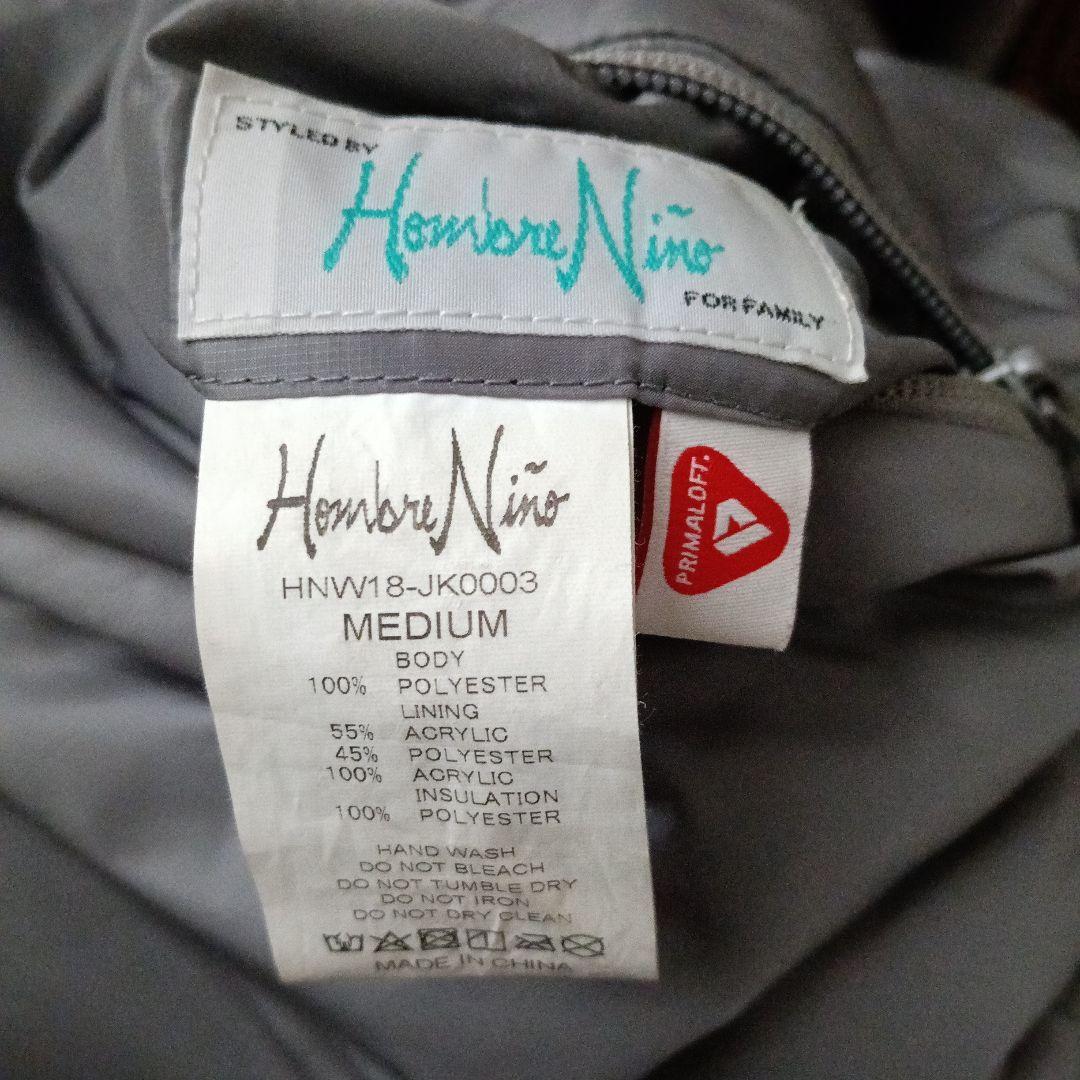 STYLED BY
Hombre Niño
FOR FAMILY
Hombre Niño
HNW18-JK0003
MEDIUM
BODY
100% POLYESTER
LINING
55% ACRYLIC
45% POLYESTER
100% ACRYLIC
INSULATION
100% POLYESTER
HAND WASH
DO NOT BLEACH
DO NOT TUMBLE DRY
DO NOT IRON
DO NOT DRY CLEAN
MADE IN CHINA
PRIMALOFT.